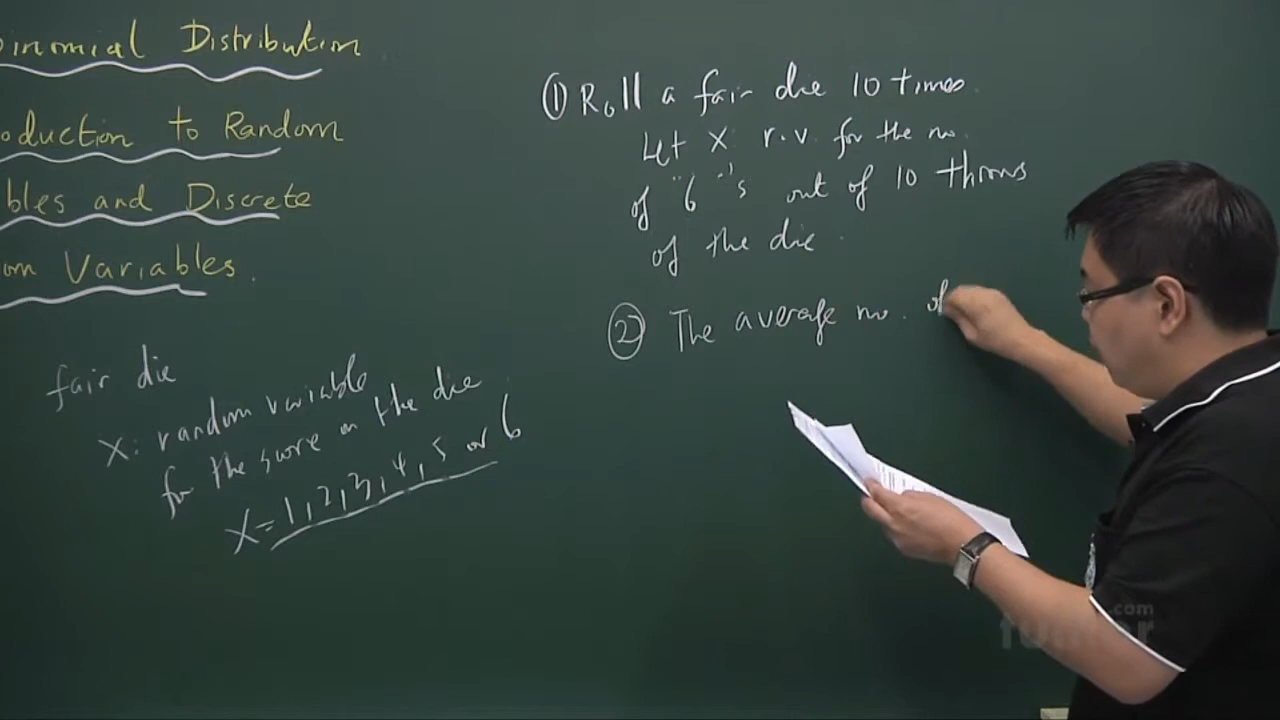 inomial Distribution
oduction to Random
bles and Discrete
om Variables.
fair die
X: random variable
for the score on the die
X = 1, 2, 3, 4, 5 or 6
① Roll a fair die 10 times.
Let X r.v. for the no.
of "6"'s out of 10 throws
of the die.
② The average no. of
.com